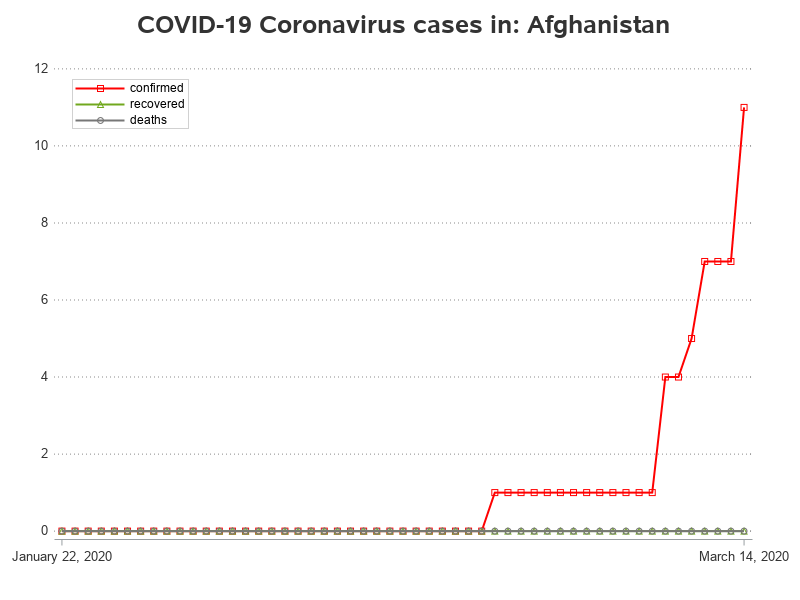 COVID-19 Coronavirus cases in: Afghanistan
12
confirmed
recovered
deaths
10
8
6
4
2
0
January 22, 2020
March 14, 2020